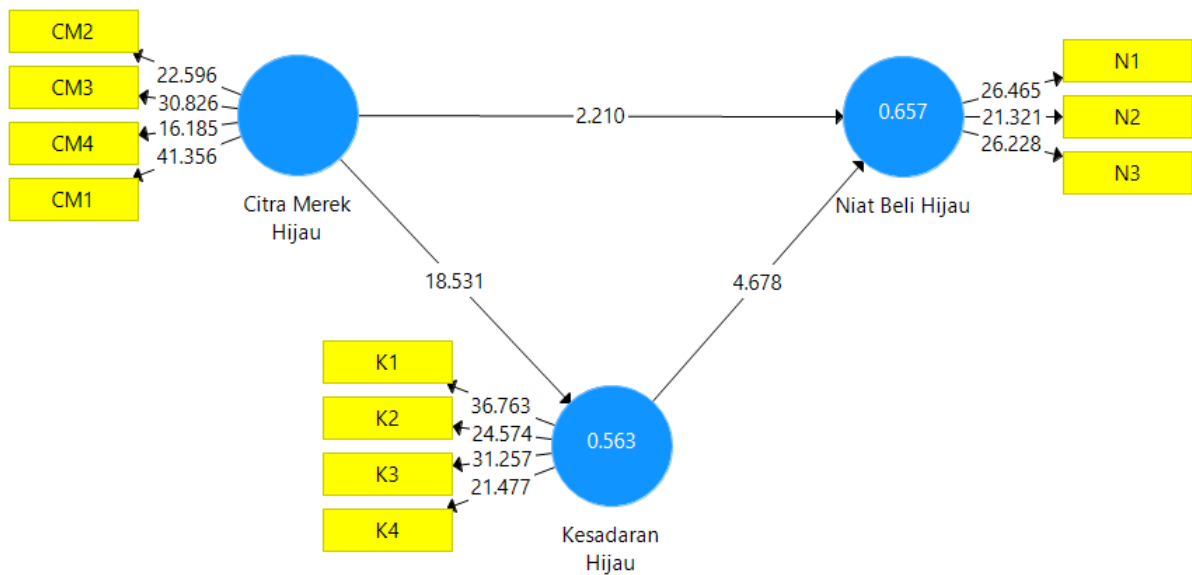 CM2
CM3
CM4
CM1
22.596
30.826
16.185
41.356
Citra Merek
Hijau
2.210
0.657
Niat Beli Hijau
26.465
21.321
26.228
N1
N2
N3
18.531
4.678
K1
K2
K3
K4
36.763
24.574
31.257
21.477
0.563
Kesadaran
Hijau